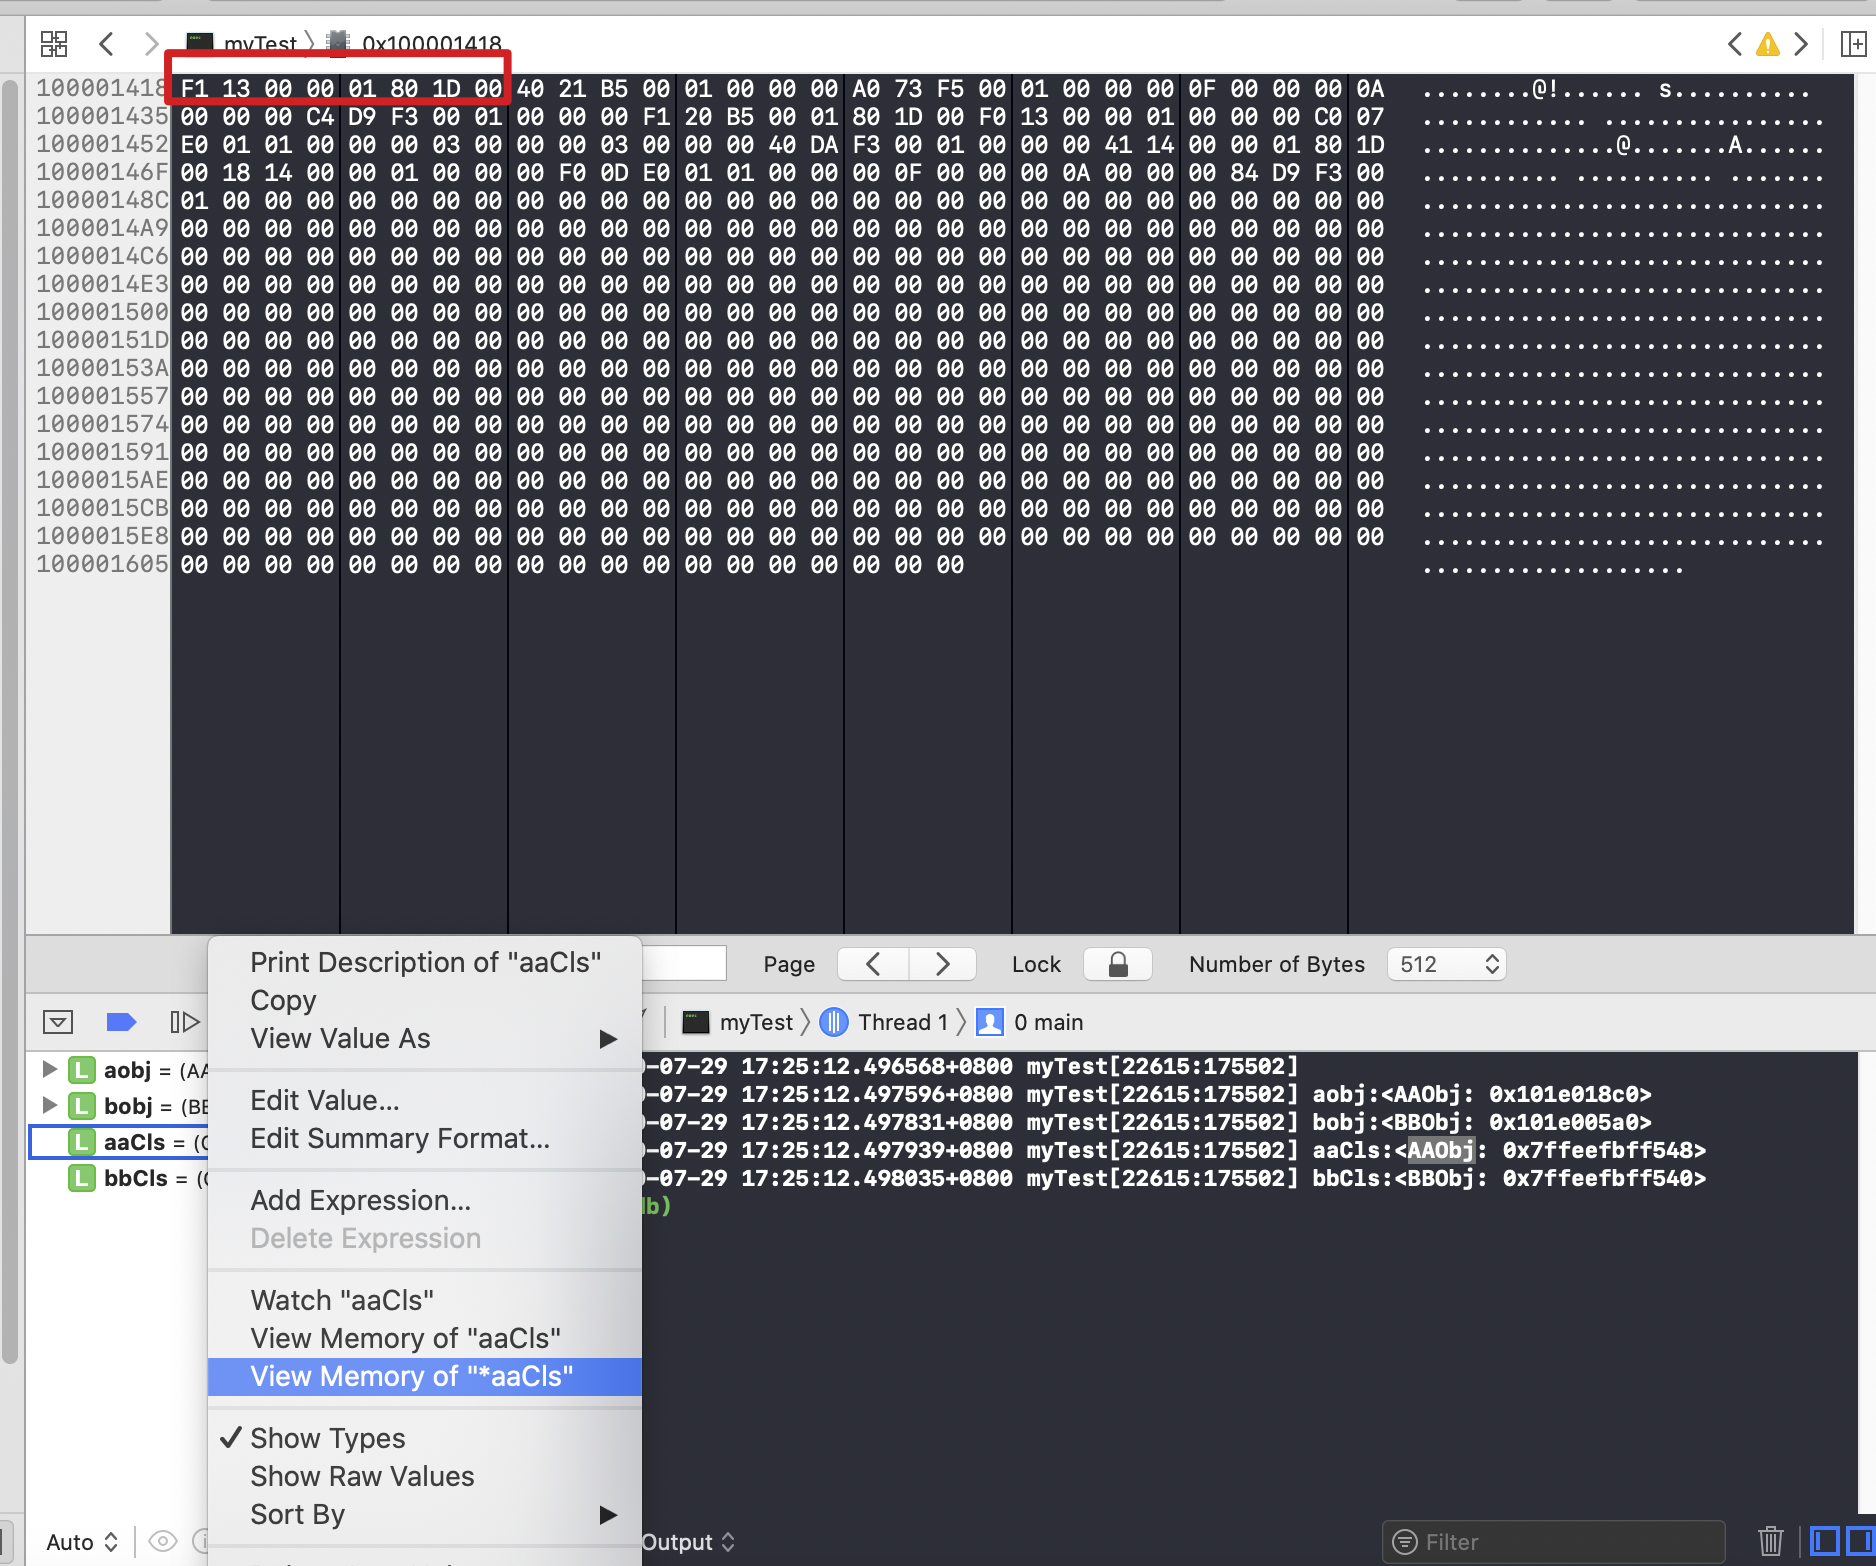 myTest 0x100001418
100001418 F1 13 00 00 01 80 1D 00 40 21 B5 00 01 00 00 00 A0 73 F5 00 01 00 00 00 0F 00 00 00 0A ........@!...... s..........
100001435 00 00 00 C4 D9 F3 00 01 00 00 00 F1 20 B5 00 01 80 1D 00 F0 13 00 00 01 00 00 00 C0 07 ............ ................
100001452 E0 01 01 00 00 00 03 00 00 00 03 00 00 00 40 DA F3 00 01 00 00 00 41 14 00 00 01 80 1D ..............@.......A......
10000146F 00 18 14 00 00 01 00 00 00 F0 0D E0 01 01 00 00 00 0F 00 00 00 0A 00 00 00 84 D9 F3 00 .......... .......... .......
10000148C 01 00 00 00 00 00 00 00 00 00 00 00 00 00 00 00 00 00 00 00 00 00 00 00 00 00 00 00 00 .............................
1000014A9 00 00 00 00 00 00 00 00 00 00 00 00 00 00 00 00 00 00 00 00 00 00 00 00 00 00 00 00 00 .............................
1000014C6 00 00 00 00 00 00 00 00 00 00 00 00 00 00 00 00 00 00 00 00 00 00 00 00 00 00 00 00 00 .............................
1000014E3 00 00 00 00 00 00 00 00 00 00 00 00 00 00 00 00 00 00 00 00 00 00 00 00 00 00 00 00 00 .............................
100001500 00 00 00 00 00 00 00 00 00 00 00 00 00 00 00 00 00 00 00 00 00 00 00 00 00 00 00 00 00 .............................
10000151D 00 00 00 00 00 00 00 00 00 00 00 00 00 00 00 00 00 00 00 00 00 00 00 00 00 00 00 00 00 .............................
10000153A 00 00 00 00 00 00 00 00 00 00 00 00 00 00 00 00 00 00 00 00 00 00 00 00 00 00 00 00 00 .............................
100001557 00 00 00 00 00 00 00 00 00 00 00 00 00 00 00 00 00 00 00 00 00 00 00 00 00 00 00 00 00 .............................
100001574 00 00 00 00 00 00 00 00 00 00 00 00 00 00 00 00 00 00 00 00 00 00 00 00 00 00 00 00 00 .............................
100001591 00 00 00 00 00 00 00 00 00 00 00 00 00 00 00 00 00 00 00 00 00 00 00 00 00 00 00 00 00 .............................
1000015AE 00 00 00 00 00 00 00 00 00 00 00 00 00 00 00 00 00 00 00 00 00 00 00 00 00 00 00 00 00 .............................
1000015CB 00 00 00 00 00 00 00 00 00 00 00 00 00 00 00 00 00 00 00 00 00 00 00 00 00 00 00 00 00 .............................
1000015E8 00 00 00 00 00 00 00 00 00 00 00 00 00 00 00 00 00 00 00 00 00 00 00 00 00 00 00 00 00 .............................
100001605 00 00 00 00 00 00 00 00 00 00 00 00 00 00 00 00 00 00 00 ...................
Page Lock Number of Bytes 512
myTest Thread 1 0 main
L aobj = (AA
L bobj = (BB
L aaCls = (
L bbCls = (
Print Description of "aaCls"
Copy
View Value As
Edit Value...
Edit Summary Format...
Add Expression...
Delete Expression
Watch "aaCls"
View Memory of "aaCls"
View Memory of "*aaCls"
Show Types
Show Raw Values
Sort By
-07-29 17:25:12.496568+0800 myTest[22615:175502]
-07-29 17:25:12.497596+0800 myTest[22615:175502] aobj:<AAObj: 0x101e018c0>
-07-29 17:25:12.497831+0800 myTest[22615:175502] bobj:<BBObj: 0x101e005a0>
-07-29 17:25:12.497939+0800 myTest[22615:175502] aaCls:<AAObj: 0x7ffeefbff548>
-07-29 17:25:12.498035+0800 myTest[22615:175502] bbCls:<BBObj: 0x7ffeefbff540>
db)
Auto
Output
Filter